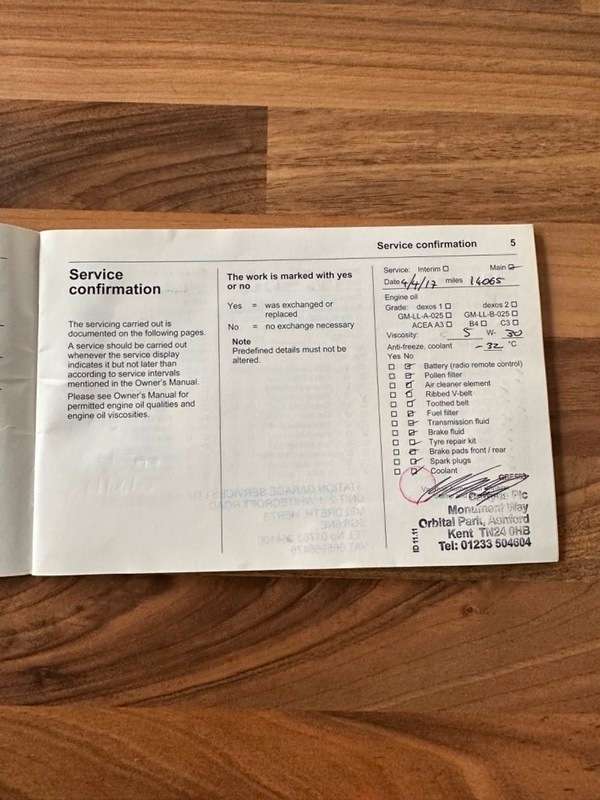 Service confirmation 5
Service
confirmation
The servicing carried out is
documented on the following pages.
A service should be carried out
whenever the service display
indicates it but not later than
according to service intervals
mentioned in the Owner's Manual.
Please see Owner's Manual for
permitted engine oil qualities and
engine oil viscosities.
The work is marked with yes
or no
Yes = was exchanged or
replaced
No = no exchange necessary
Note
Predefined details must not be
altered.
Service: Interim Main
Date 4/4/17 miles 14065
Engine oil
Grade: dexos 1 dexos 2
GM-LL-A-025 GM-LL-B-025
ACEA A3 B4 C3
Viscosity: 5 W- 30
Anti-freeze, coolant -32 °C
Yes No
Battery (radio remote control)
Pollen filter
Air cleaner element
Ribbed V-belt
Toothed belt
Fuel filter
Transmission fluid
Brake fluid
Tyre repair kit
Brake pads front / rear
Spark plugs
Coolant
Plc
Monument Way
Orbital Park, Ashford
Kent TN24 0HB
Tel: 01233 504604
ID 11.11